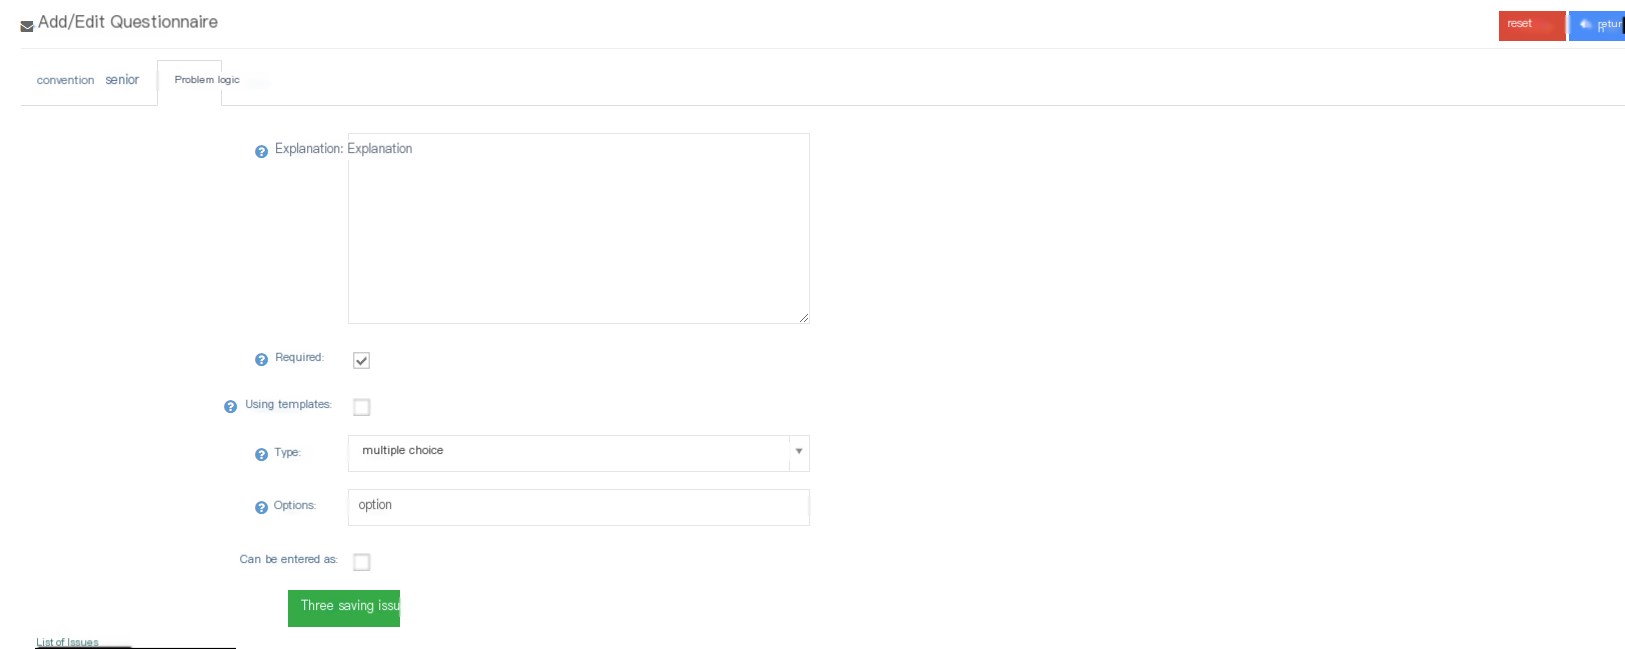 Add/Edit Questionnaire
reset
return
convention senior Problem logic
Explanation: Explanation
Required:
Using templates:
Type: multiple choice
Options: option
Can be entered as:
Three saving issu
List of Issues